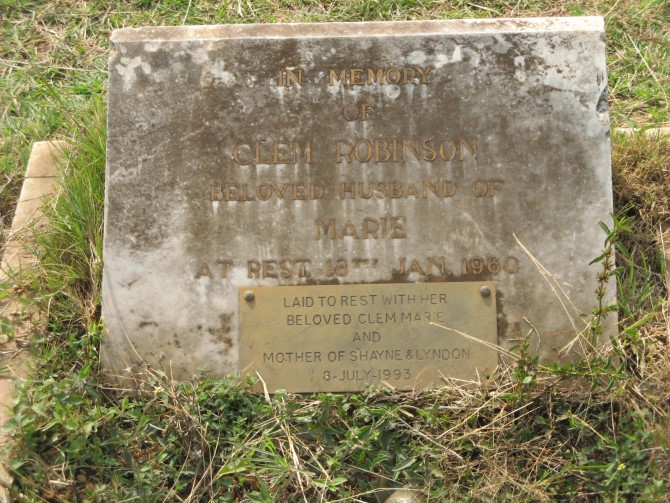 IN MEMORY
OF
CLEM ROBINSON
BELOVED HUSBAND OF
MARIE
AT REST 18TH JAN. 1960
LAID TO REST WITH HER
BELOVED CLEM MARIE
AND
MOTHER OF SHAYNE & LYNDON
8-JULY-1993